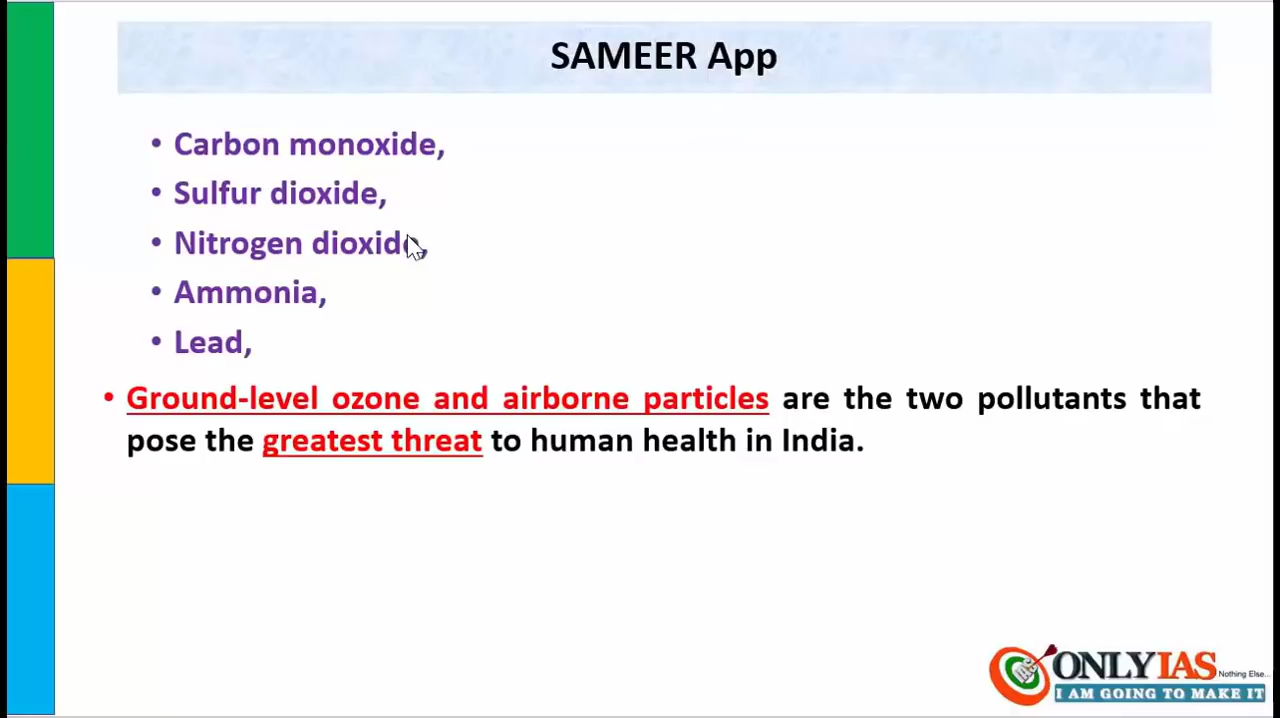 SAMEER App
• Carbon monoxide,
• Sulfur dioxide,
• Nitrogen dioxide,
• Ammonia,
• Lead,
• Ground-level ozone and airborne particles are the two pollutants that
pose the greatest threat to human health in India.
ONLYIAS
Nothing Else...
I AM GOING TO MAKE IT